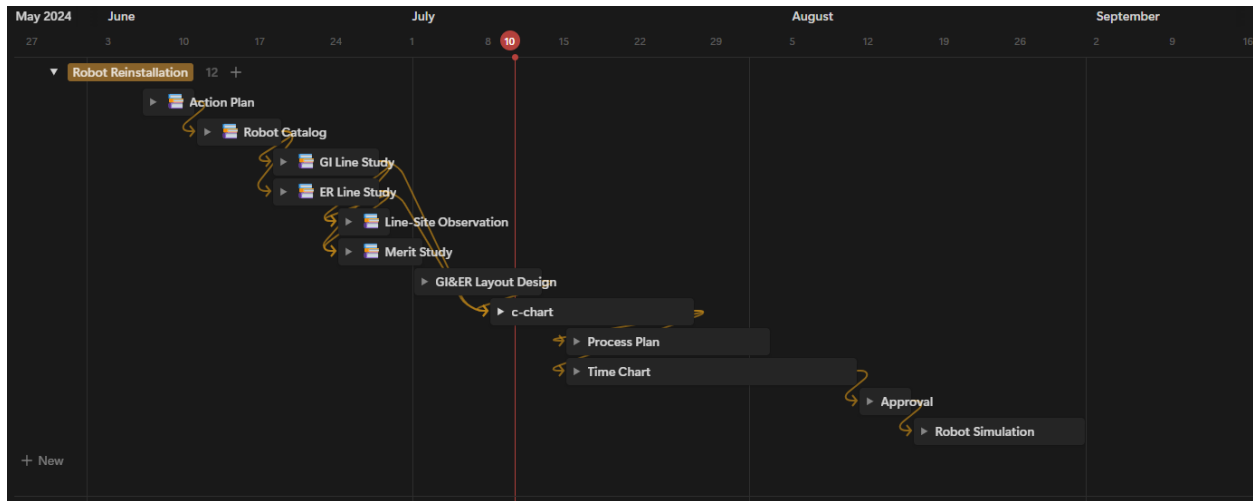 May 2024 June July August September
27 3 10 17 24 1 8 10 15 22 29 5 12 19 26 2 9 16
Robot Reinstallation 12 +
Action Plan
Robot Catalog
GI Line Study
ER Line Study
Line-Site Observation
Merit Study
GI&ER Layout Design
c-chart
Process Plan
Time Chart
Approval
Robot Simulation
+ New